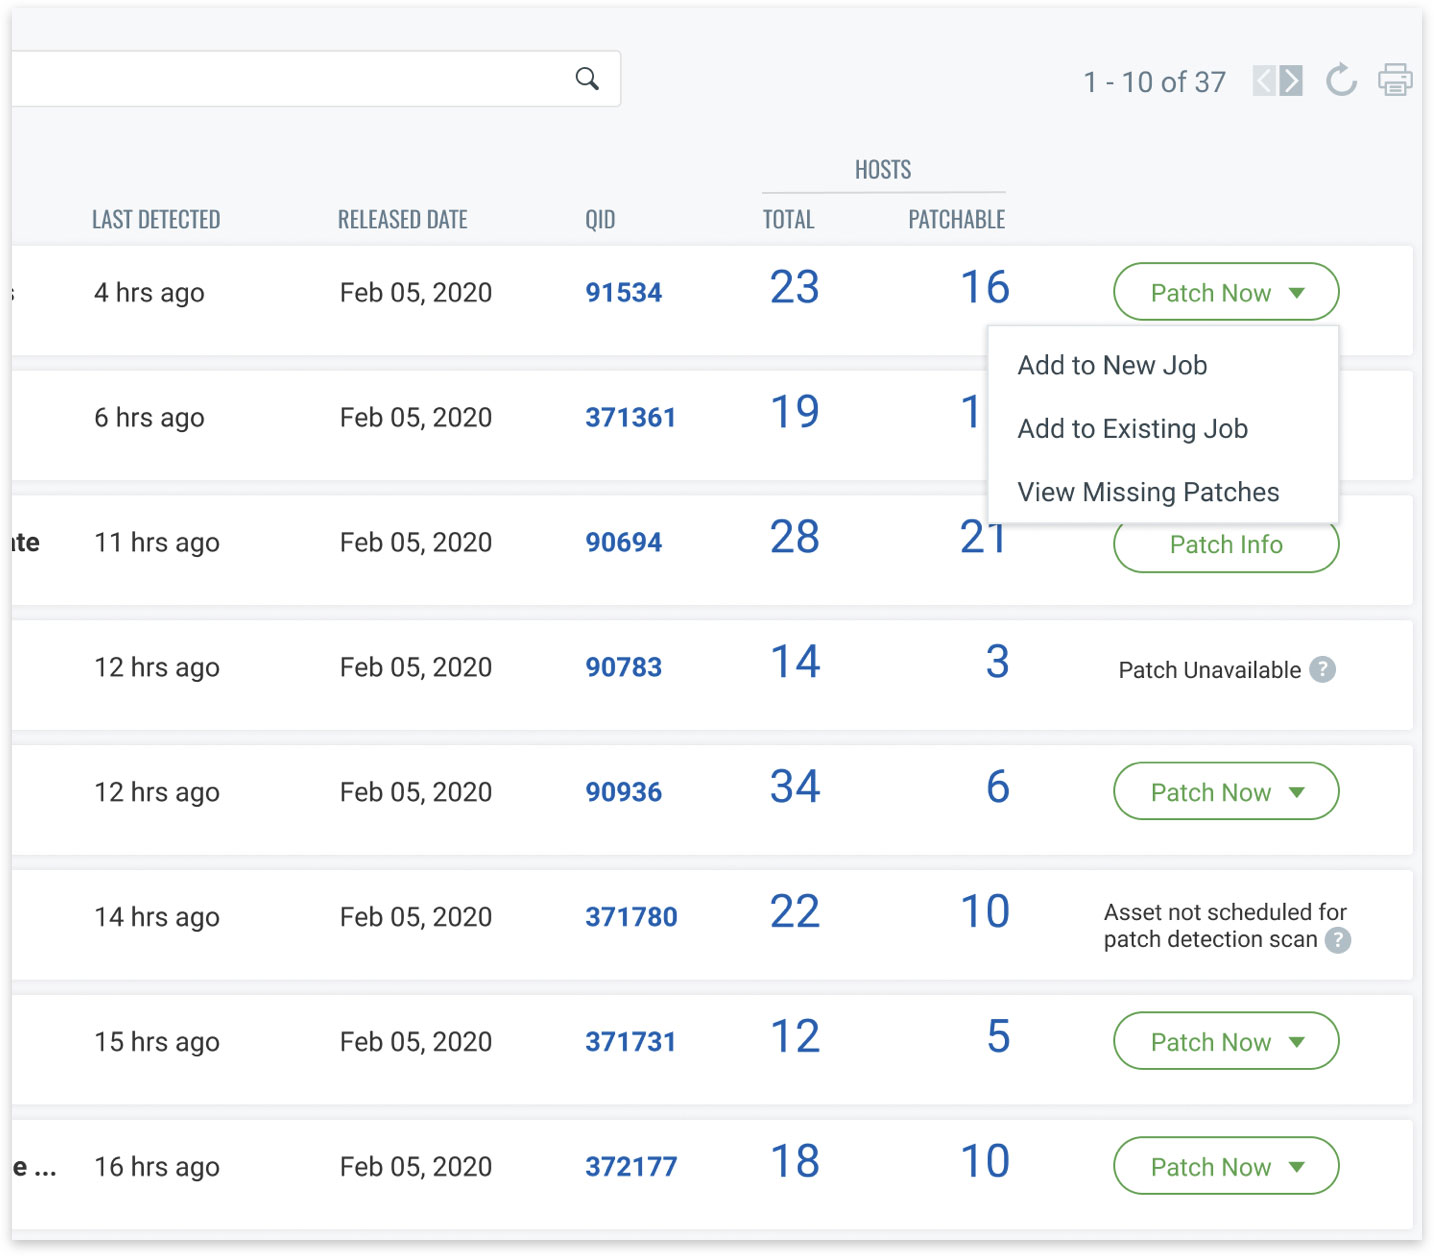 1 - 10 of 37
HOSTS
LAST DETECTED RELEASED DATE QID TOTAL PATCHABLE
4 hrs ago Feb 05, 2020 91534 23 16 Patch Now
Add to New Job
6 hrs ago Feb 05, 2020 371361 19
Add to Existing Job
View Missing Patches
11 hrs ago Feb 05, 2020 90694 28 21 Patch Info
12 hrs ago Feb 05, 2020 90783 14 3 Patch Unavailable ?
12 hrs ago Feb 05, 2020 90936 34 6 Patch Now
14 hrs ago Feb 05, 2020 371780 22 10 Asset not scheduled for
patch detection scan ?
15 hrs ago Feb 05, 2020 371731 12 5 Patch Now
e ... 16 hrs ago Feb 05, 2020 372177 18 10 Patch Now